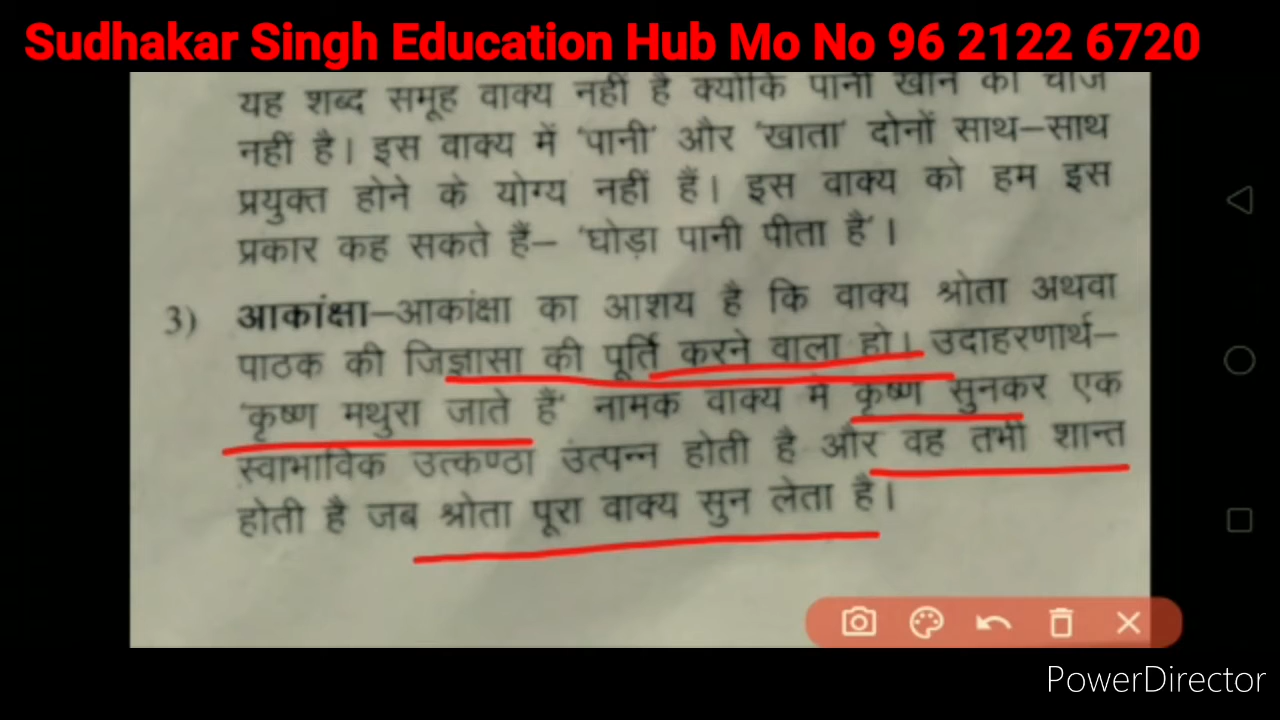 Sudhakar Singh Education Hub Mo No 96 2122 6720
यह शब्द समूह वाक्य नहीं है क्योंकि पानी खाने की चीज
नहीं है। इस वाक्य में ‘पानी’ और ‘खाता’ दोनों साथ–साथ
प्रयुक्त होने के योग्य नहीं हैं। इस वाक्य को हम इस
प्रकार कह सकते हैं– ‘घोड़ा पानी पीता है’।
3) आकांक्षा–आकांक्षा का आशय है कि वाक्य श्रोता अथवा
पाठक की जिज्ञासा की पूर्ति करने वाला हो। उदाहरणार्थ–
‘कृष्ण मथुरा जाते हैं’ नामक वाक्य में कृष्ण सुनकर एक
स्वाभाविक उत्कण्ठा उत्पन्न होती है और वह तभी शान्त
होती है जब श्रोता पूरा वाक्य सुन लेता है।
PowerDirector